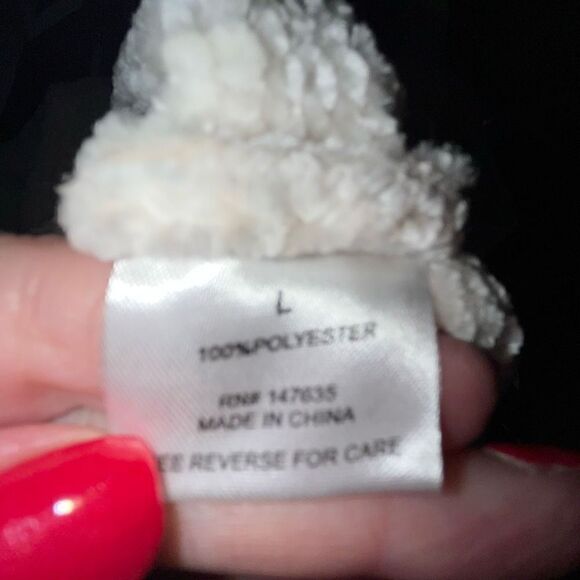 L
100%POLYESTER
RN# 147635
MADE IN CHINA
EE REVERSE FOR CARE